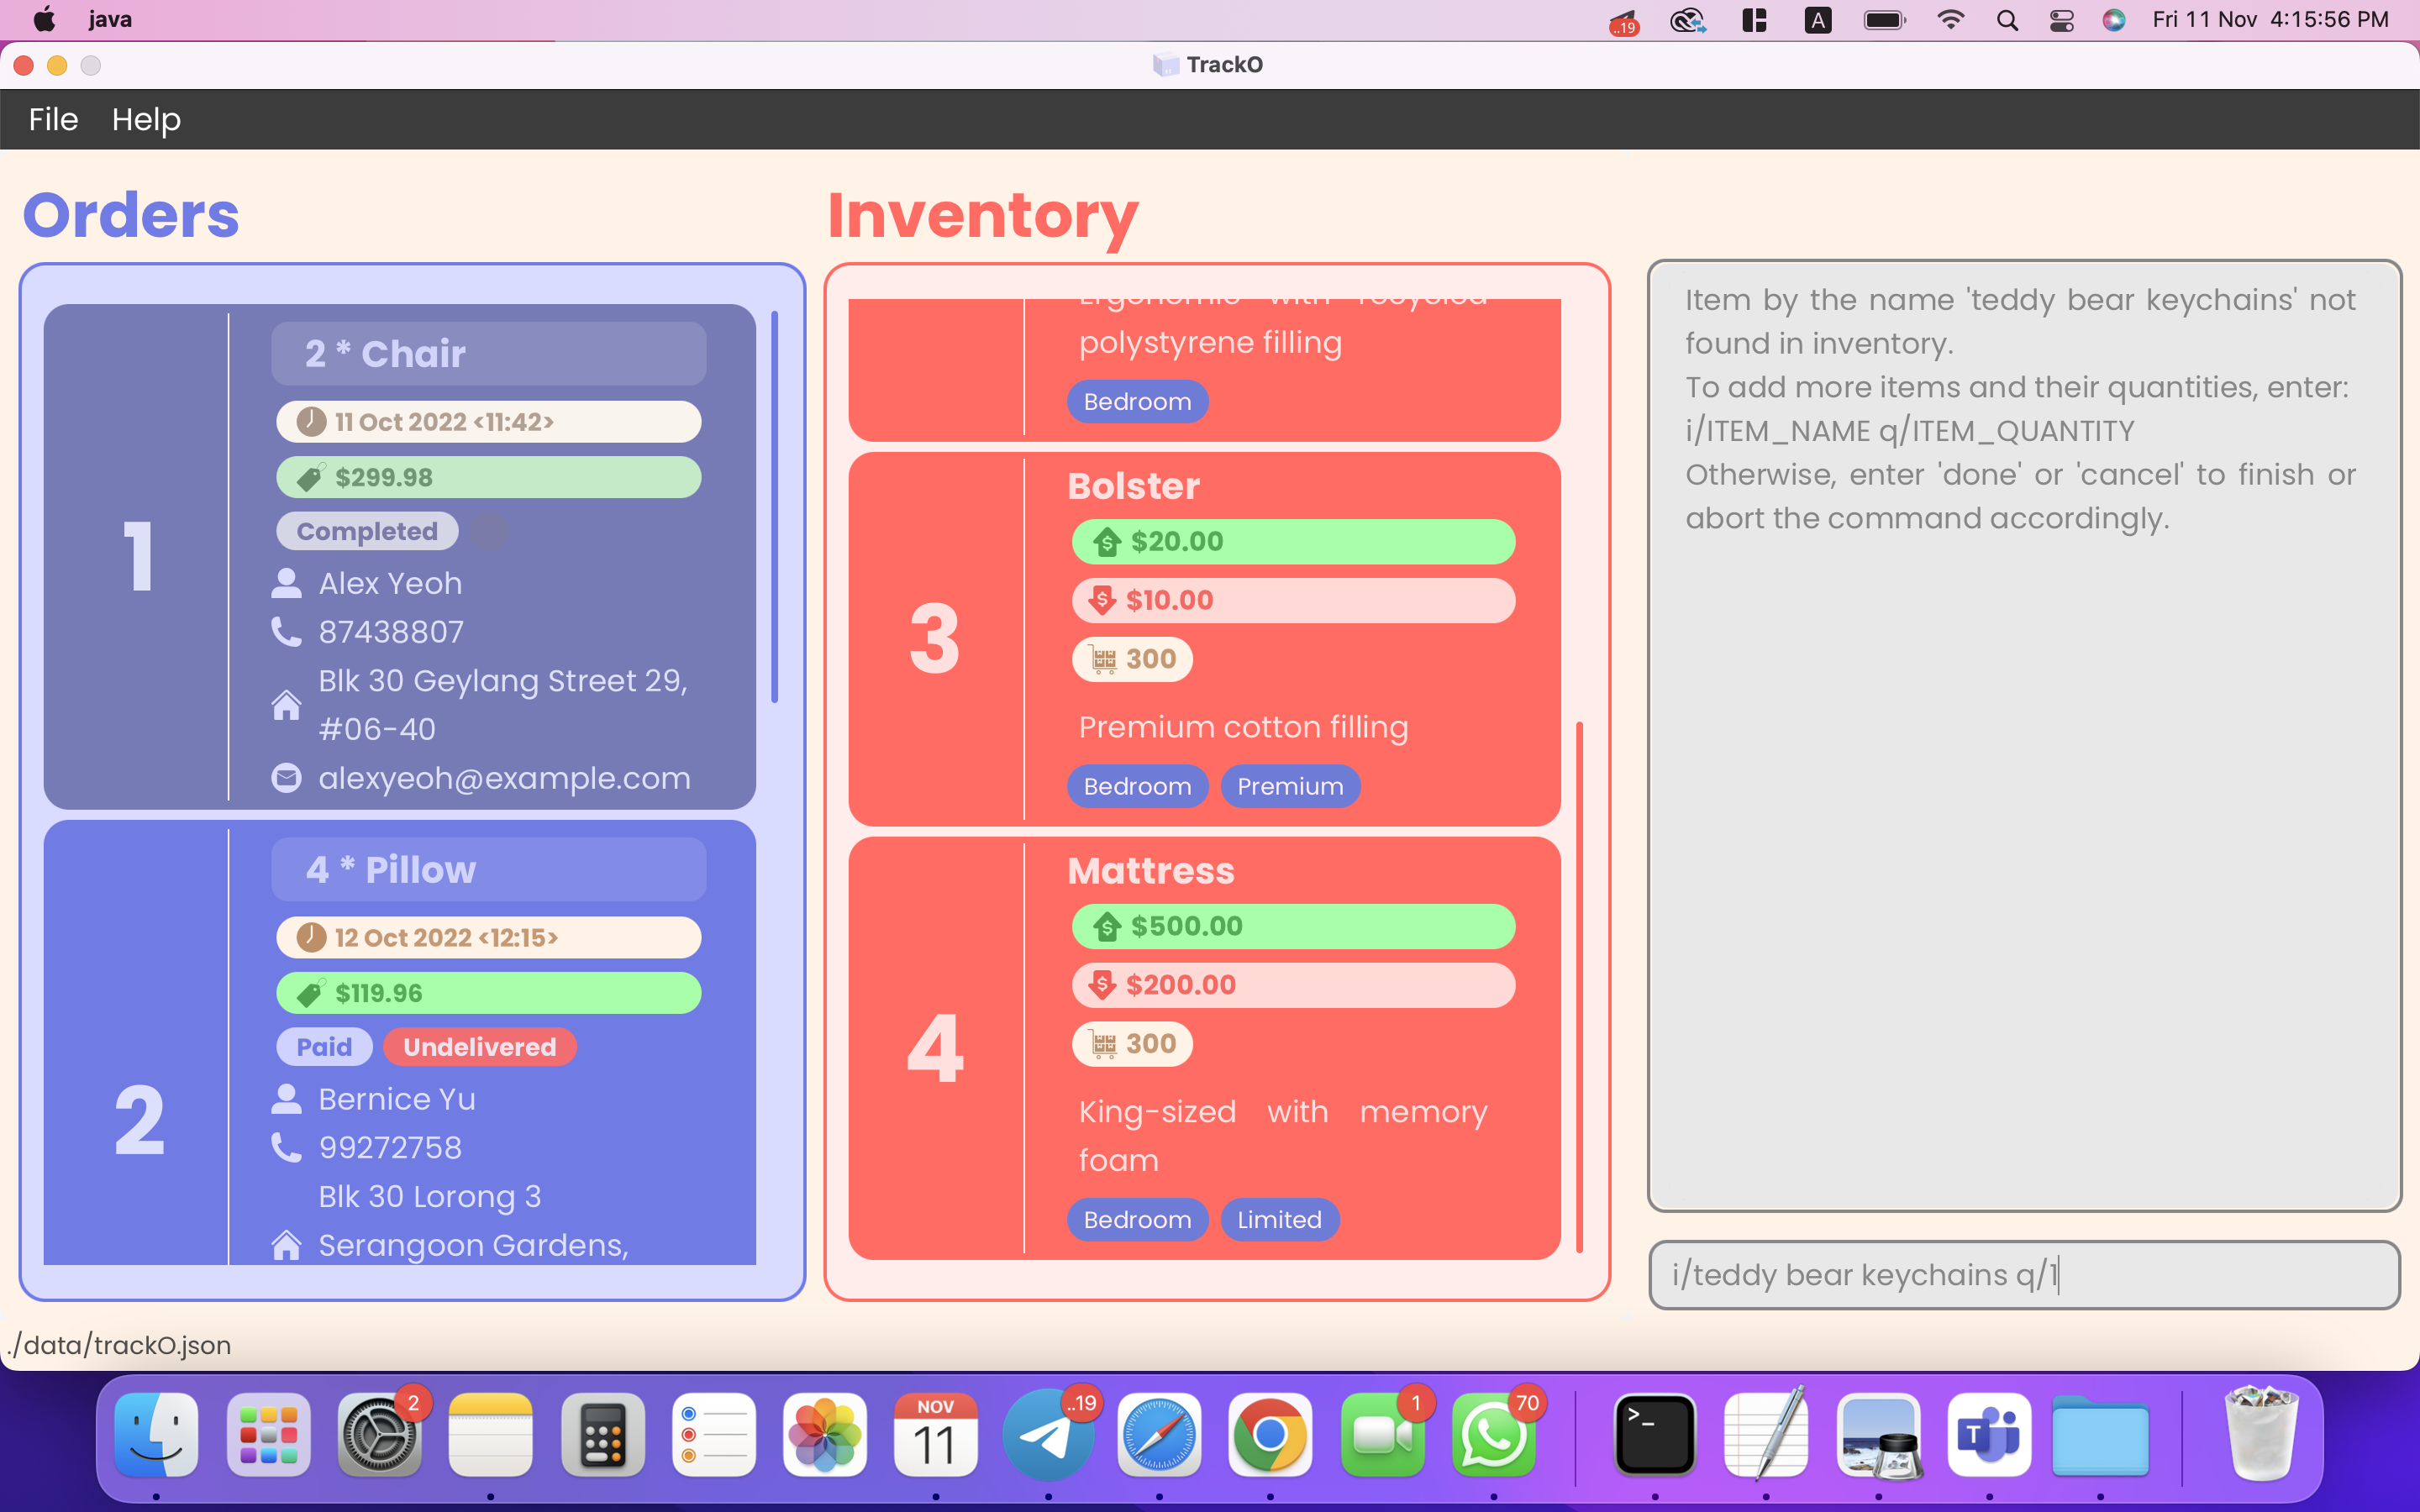 java
..19
A
Fri 11 Nov 4:15:56 PM
TrackO
File Help
Orders
1
2 * Chair
11 Oct 2022 <11:42>
$299.98
Completed
Alex Yeoh
87438807
Blk 30 Geylang Street 29,
#06-40
alexyeoh@example.com
2
4 * Pillow
12 Oct 2022 <12:15>
$119.96
Paid Undelivered
Bernice Yu
99272758
Blk 30 Lorong 3
Serangoon Gardens,
Inventory
Ergonomic with recycled
polystyrene filling
Bedroom
3
Bolster
$20.00
$10.00
300
Premium cotton filling
Bedroom Premium
4
Mattress
$500.00
$200.00
300
King-sized with memory
foam
Bedroom Limited
Item by the name 'teddy bear keychains' not
found in inventory.
To add more items and their quantities, enter:
i/ITEM_NAME q/ITEM_QUANTITY
Otherwise, enter 'done' or 'cancel' to finish or
abort the command accordingly.
i/teddy bear keychains q/1
./data/trackO.json
2
NOV
11
..19
1
70
>_
T